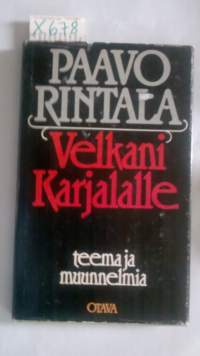 X678
PAAVO
RINTALA
Velkani
Karjalalle
teema ja
muunnelmia
OTAVA